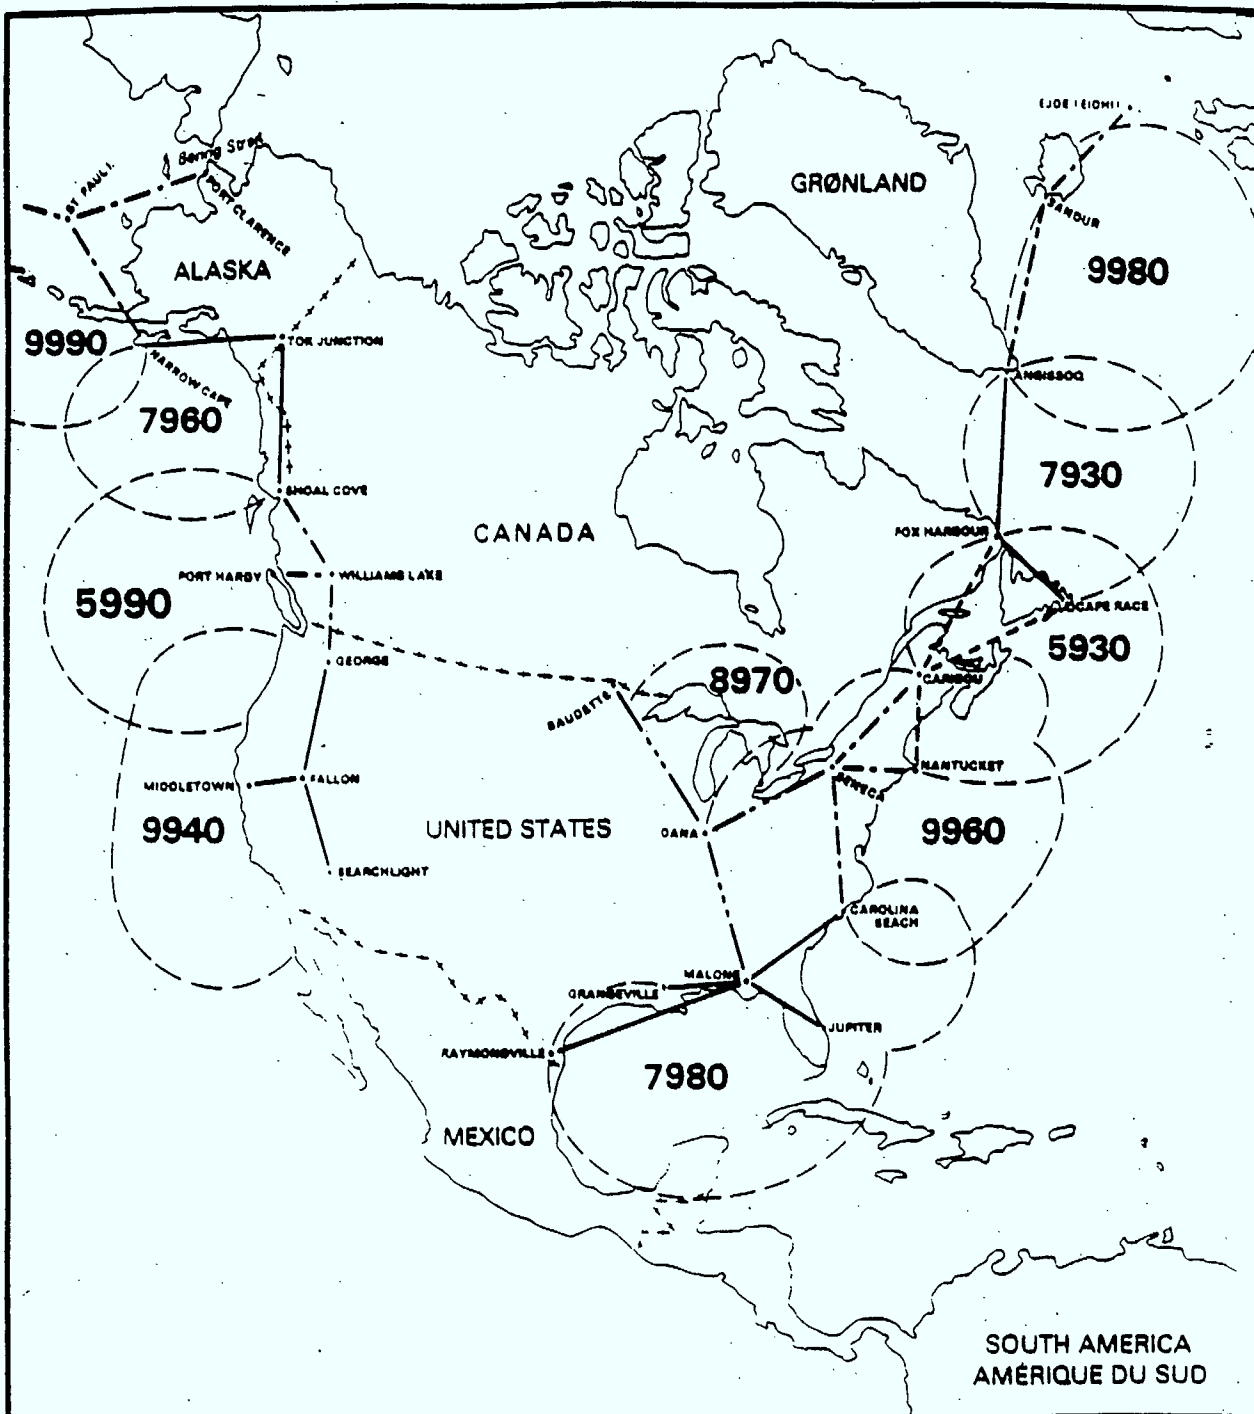 EJDE (EIDHI)
Bering Strait
ST PAUL I.
PORT CLARENCE
GRØNLAND
SANDUR
ALASKA
9980
9990
TOK JUNCTION
NARROW CAPE
ANGISSOQ
7960
7930
SHOAL COVE
CANADA
FOX HARBOUR
PORT HARDY
WILLIAMS LAKE
5990
CAPE RACE
5930
GEORGE
8970
CARIBOU
BAUDETTE
MIDDLETOWN
FALLON
NANTUCKET
SENECA
9940
UNITED STATES
DANA
9960
SEARCHLIGHT
CAROLINA
BEACH
MALONE
GRANGEVILLE
JUPITER
RAYMONDVILLE
7980
MEXICO
SOUTH AMERICA
AMÉRIQUE DU SUD